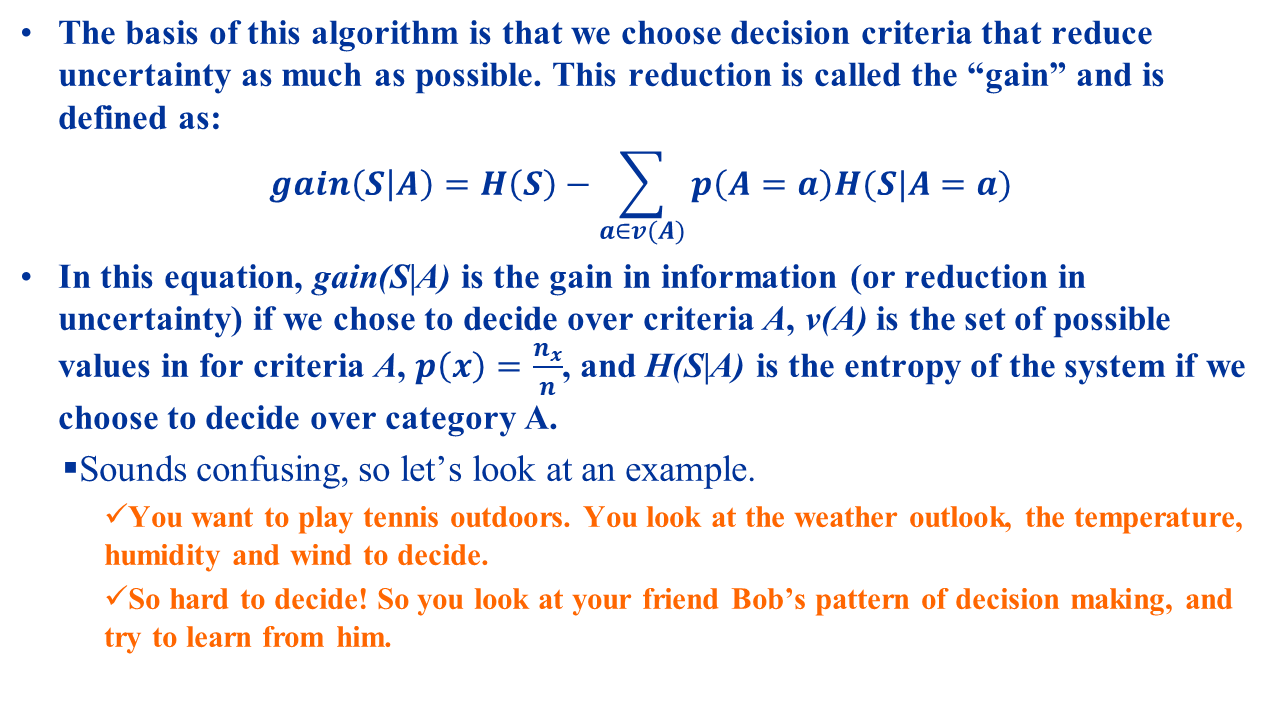 • The basis of this algorithm is that we choose decision criteria that reduce
uncertainty as much as possible. This reduction is called the “gain” and is
defined as:
gain(S|A) = H(S) − ∑ p(A = a)H(S|A = a)
a∈v(A)
• In this equation, gain(S|A) is the gain in information (or reduction in
uncertainty) if we chose to decide over criteria A, v(A) is the set of possible
values in for criteria A, p(x) = nₓ/n, and H(S|A) is the entropy of the system if we
choose to decide over category A.
▪Sounds confusing, so let’s look at an example.
✓You want to play tennis outdoors. You look at the weather outlook, the temperature,
humidity and wind to decide.
✓So hard to decide! So you look at your friend Bob’s pattern of decision making, and
try to learn from him.